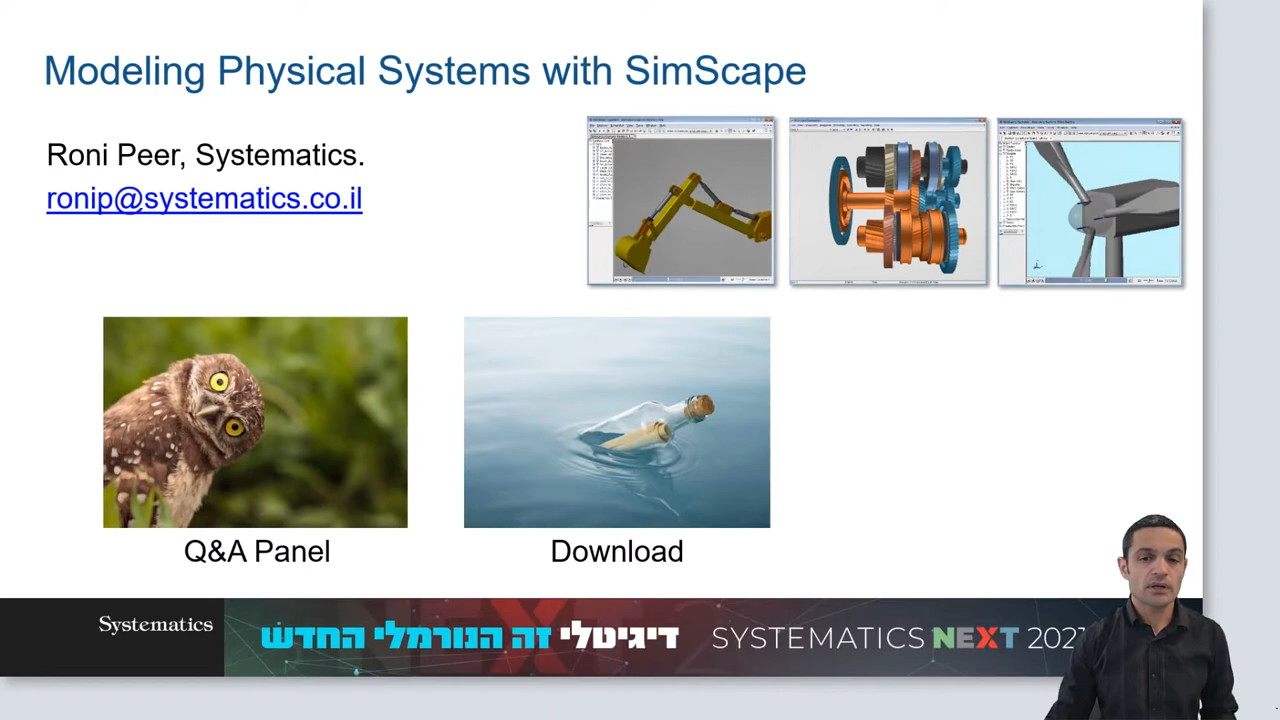 Modeling Physical Systems with SimScape
Roni Peer, Systematics.
ronip@systematics.co.il
Q&A Panel
Download
Systematics
דיגיטלי זה הנורמלי החדש
SYSTEMATICS NEXT 2021